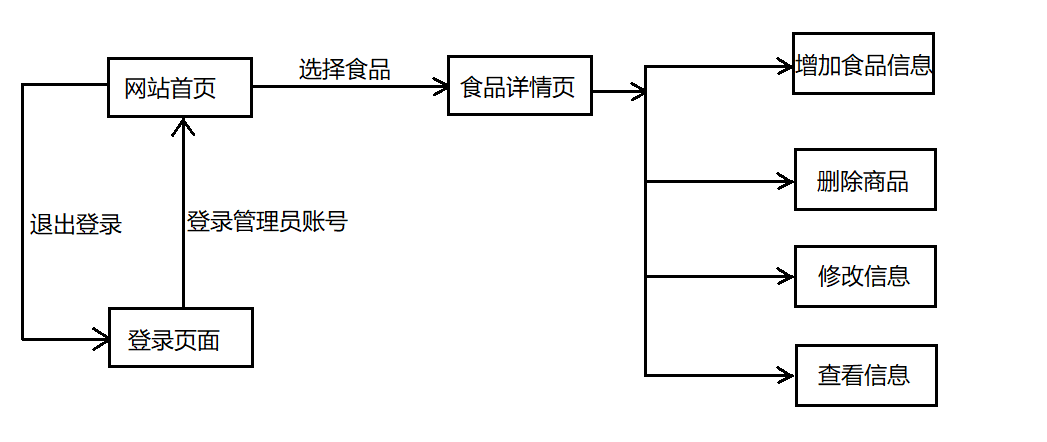 网站首页
选择食品
食品详情页
增加食品信息
删除商品
退出登录
登录管理员账号
修改信息
登录页面
查看信息